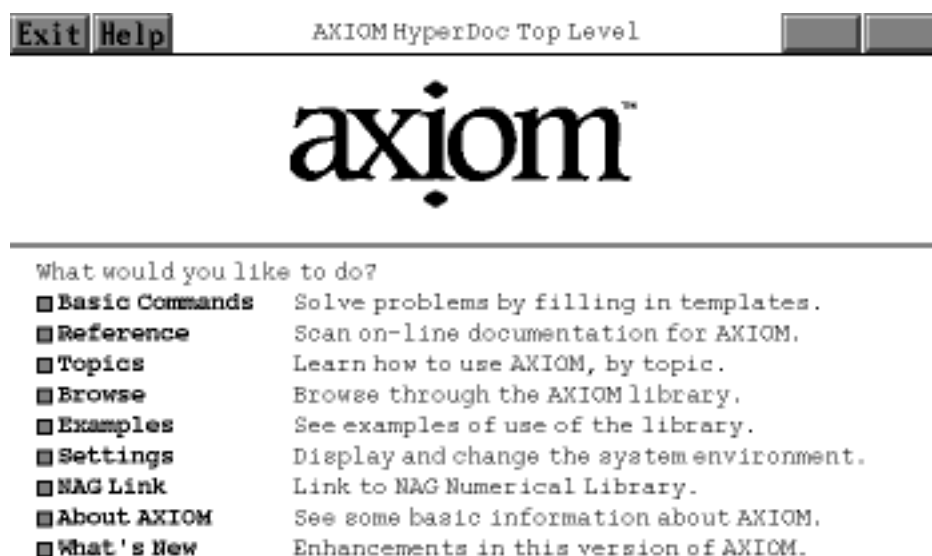 Exit Help AXIOM HyperDoc Top Level
axiom™
What would you like to do?
Basic Commands Solve problems by filling in templates.
Reference Scan on-line documentation for AXIOM.
Topics Learn how to use AXIOM, by topic.
Browse Browse through the AXIOM library.
Examples See examples of use of the library.
Settings Display and change the system environment.
NAG Link Link to NAG Numerical Library.
About AXIOM See some basic information about AXIOM.
What's New Enhancements in this version of AXIOM.